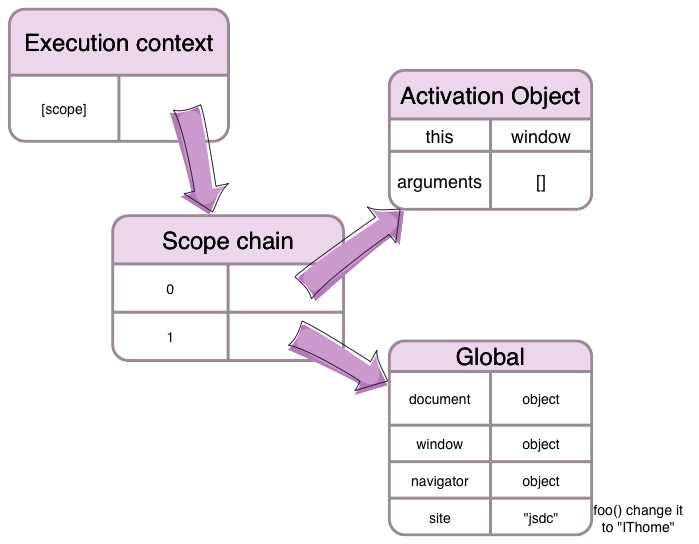 Execution context
[scope]
Activation Object
this window
arguments []
Scope chain
0
1
Global
document object
window object
navigator object
site "jsdc"
foo() change it
to "IThome"